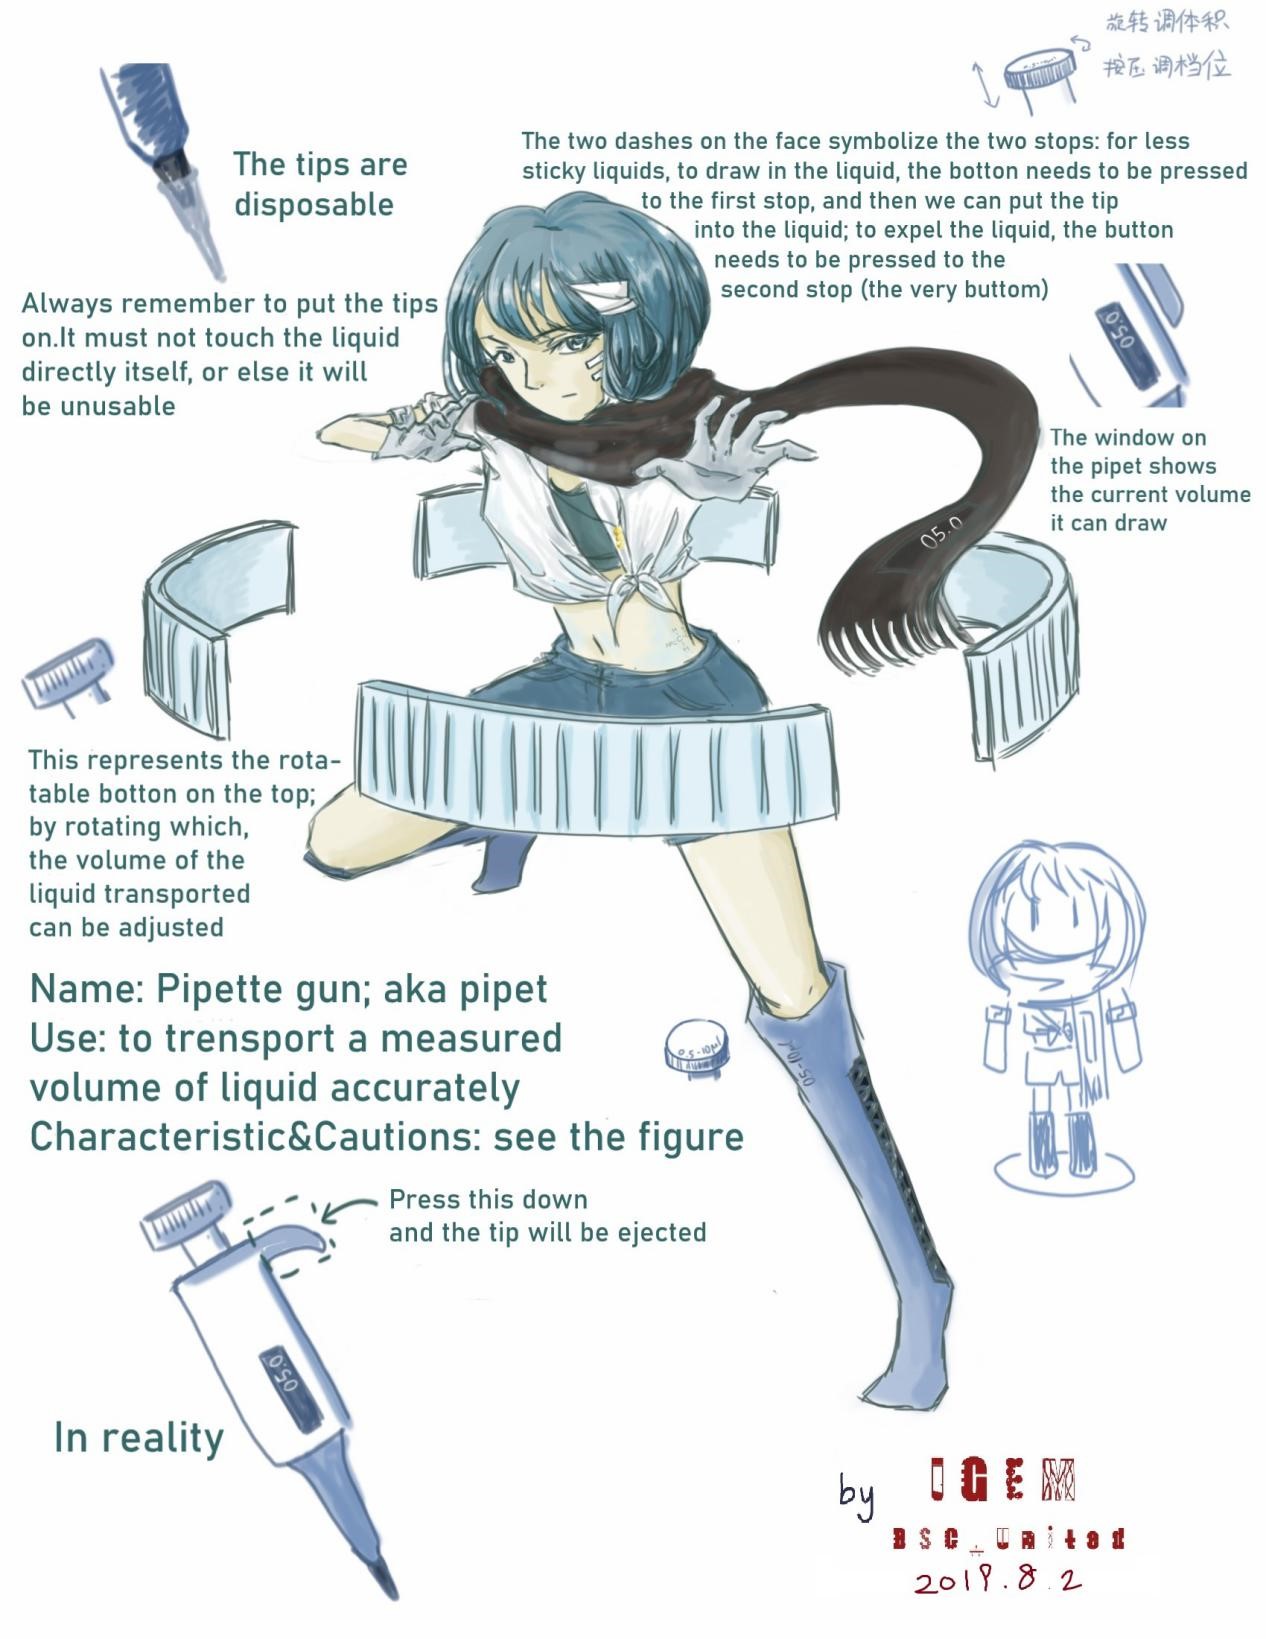 旋转调体积
按压调档位
The two dashes on the face symbolize the two stops: for less
sticky liquids, to draw in the liquid, the botton needs to be pressed
to the first stop, and then we can put the tip
into the liquid; to expel the liquid, the button
needs to be pressed to the
second stop (the very buttom)
The tips are
disposable
Always remember to put the tips
on.It must not touch the liquid
directly itself, or else it will
be unusable
05.0
The window on
the pipet shows
the current volume
it can draw
05.0
This represents the rota-
table botton on the top;
by rotating which,
the volume of the
liquid transported
can be adjusted
Name: Pipette gun; aka pipet
Use: to trensport a measured
volume of liquid accurately
Characteristic&Cautions: see the figure
0.5-10μl
05-10μl
Press this down
and the tip will be ejected
05.0
In reality
by IGEM
BSC_United
2019.8.2